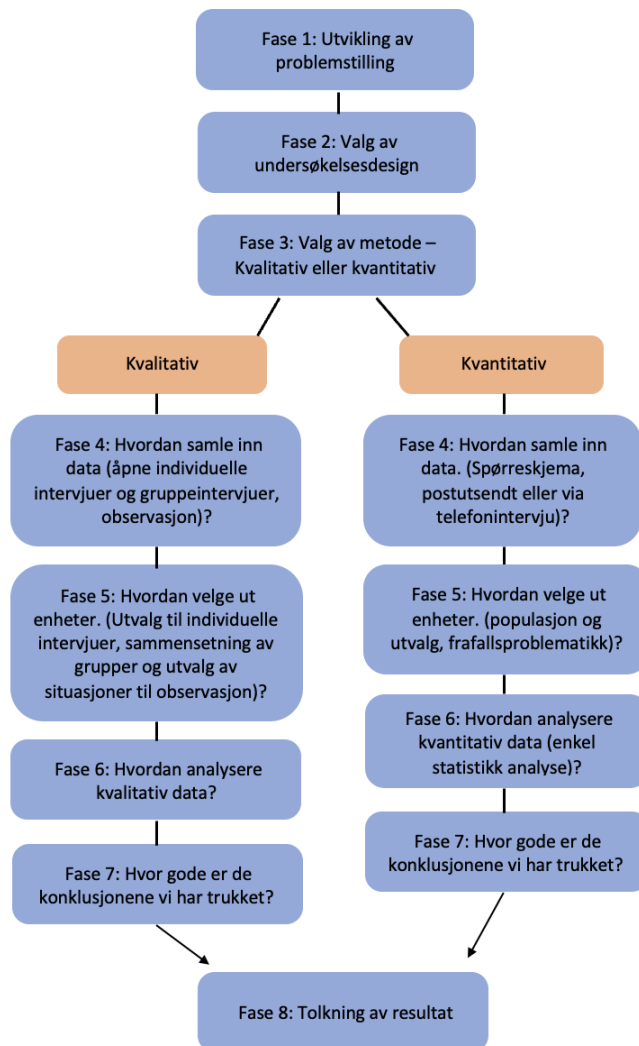 Fase 1: Utvikling av
problemstilling
Fase 2: Valg av
undersøkelsesdesign
Fase 3: Valg av metode –
Kvalitativ eller kvantitativ
Kvalitativ
Kvantitativ
Fase 4: Hvordan samle inn
data (åpne individuelle
intervjuer og gruppeintervjuer,
observasjon)?
Fase 4: Hvordan samle inn
data. (Spørreskjema,
postutsendt eller via
telefonintervju)?
Fase 5: Hvordan velge ut
enheter. (Utvalg til individuelle
intervjuer, sammensetning av
grupper og utvalg av
situasjoner til observasjon)?
Fase 5: Hvordan velge ut
enheter. (populasjon og
utvalg, frafallsproblematikk)?
Fase 6: Hvordan analysere
kvalitativ data?
Fase 6: Hvordan analysere
kvantitativ data (enkel
statistikk analyse)?
Fase 7: Hvor gode er de
konklusjonene vi har trukket?
Fase 7: Hvor gode er de
konklusjonene vi har trukket?
Fase 8: Tolkning av resultat